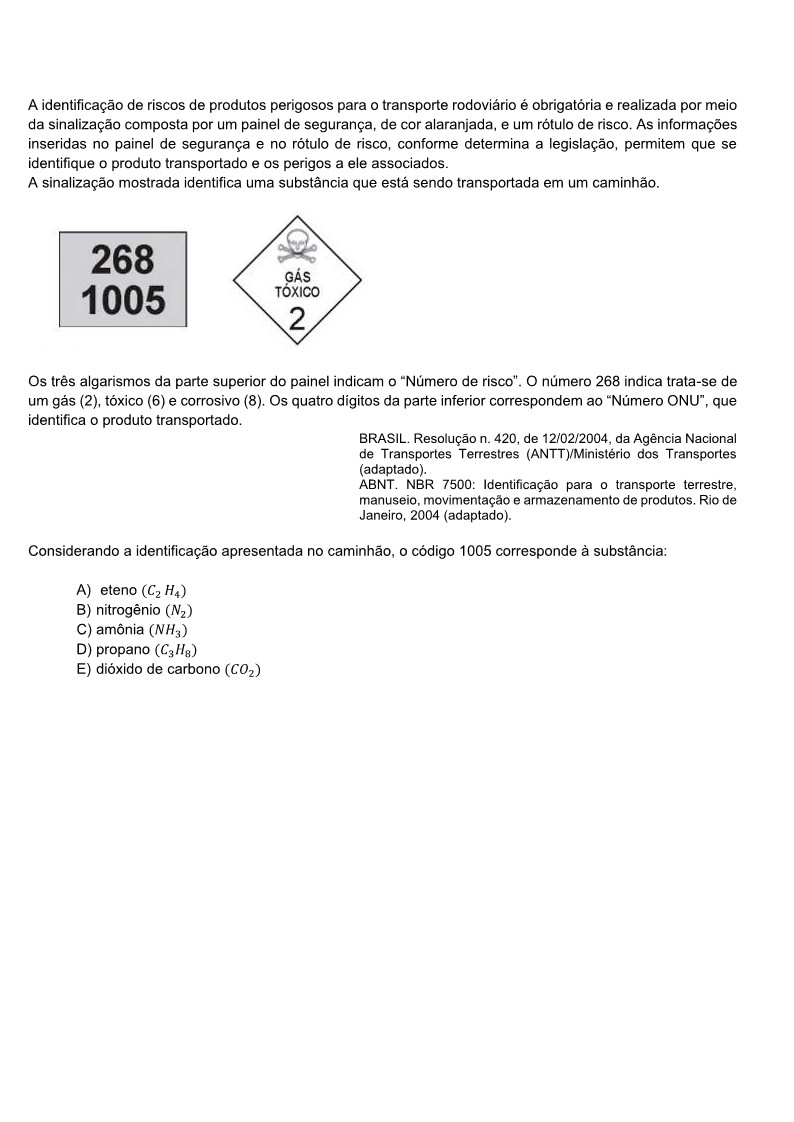 A identificação de riscos de produtos perigosos para o transporte rodoviário é obrigatória e realizada por meio
da sinalização composta por um painel de segurança, de cor alaranjada, e um rótulo de risco. As informações
inseridas no painel de segurança e no rótulo de risco, conforme determina a legislação, permitem que se
identifique o produto transportado e os perigos a ele associados.
A sinalização mostrada identifica uma substância que está sendo transportada em um caminhão.
268
1005
GÁS
TÓXICO
2
Os três algarismos da parte superior do painel indicam o “Número de risco”. O número 268 indica trata-se de
um gás (2), tóxico (6) e corrosivo (8). Os quatro dígitos da parte inferior correspondem ao “Número ONU”, que
identifica o produto transportado.
BRASIL. Resolução n. 420, de 12/02/2004, da Agência Nacional
de Transportes Terrestres (ANTT)/Ministério dos Transportes
(adaptado).
ABNT. NBR 7500: Identificação para o transporte terrestre,
manuseio, movimentação e armazenamento de produtos. Rio de
Janeiro, 2004 (adaptado).
Considerando a identificação apresentada no caminhão, o código 1005 corresponde à substância:
A) eteno (C₂ H₄)
B) nitrogênio (N₂)
C) amônia (NH₃)
D) propano (C₃H₈)
E) dióxido de carbono (CO₂)